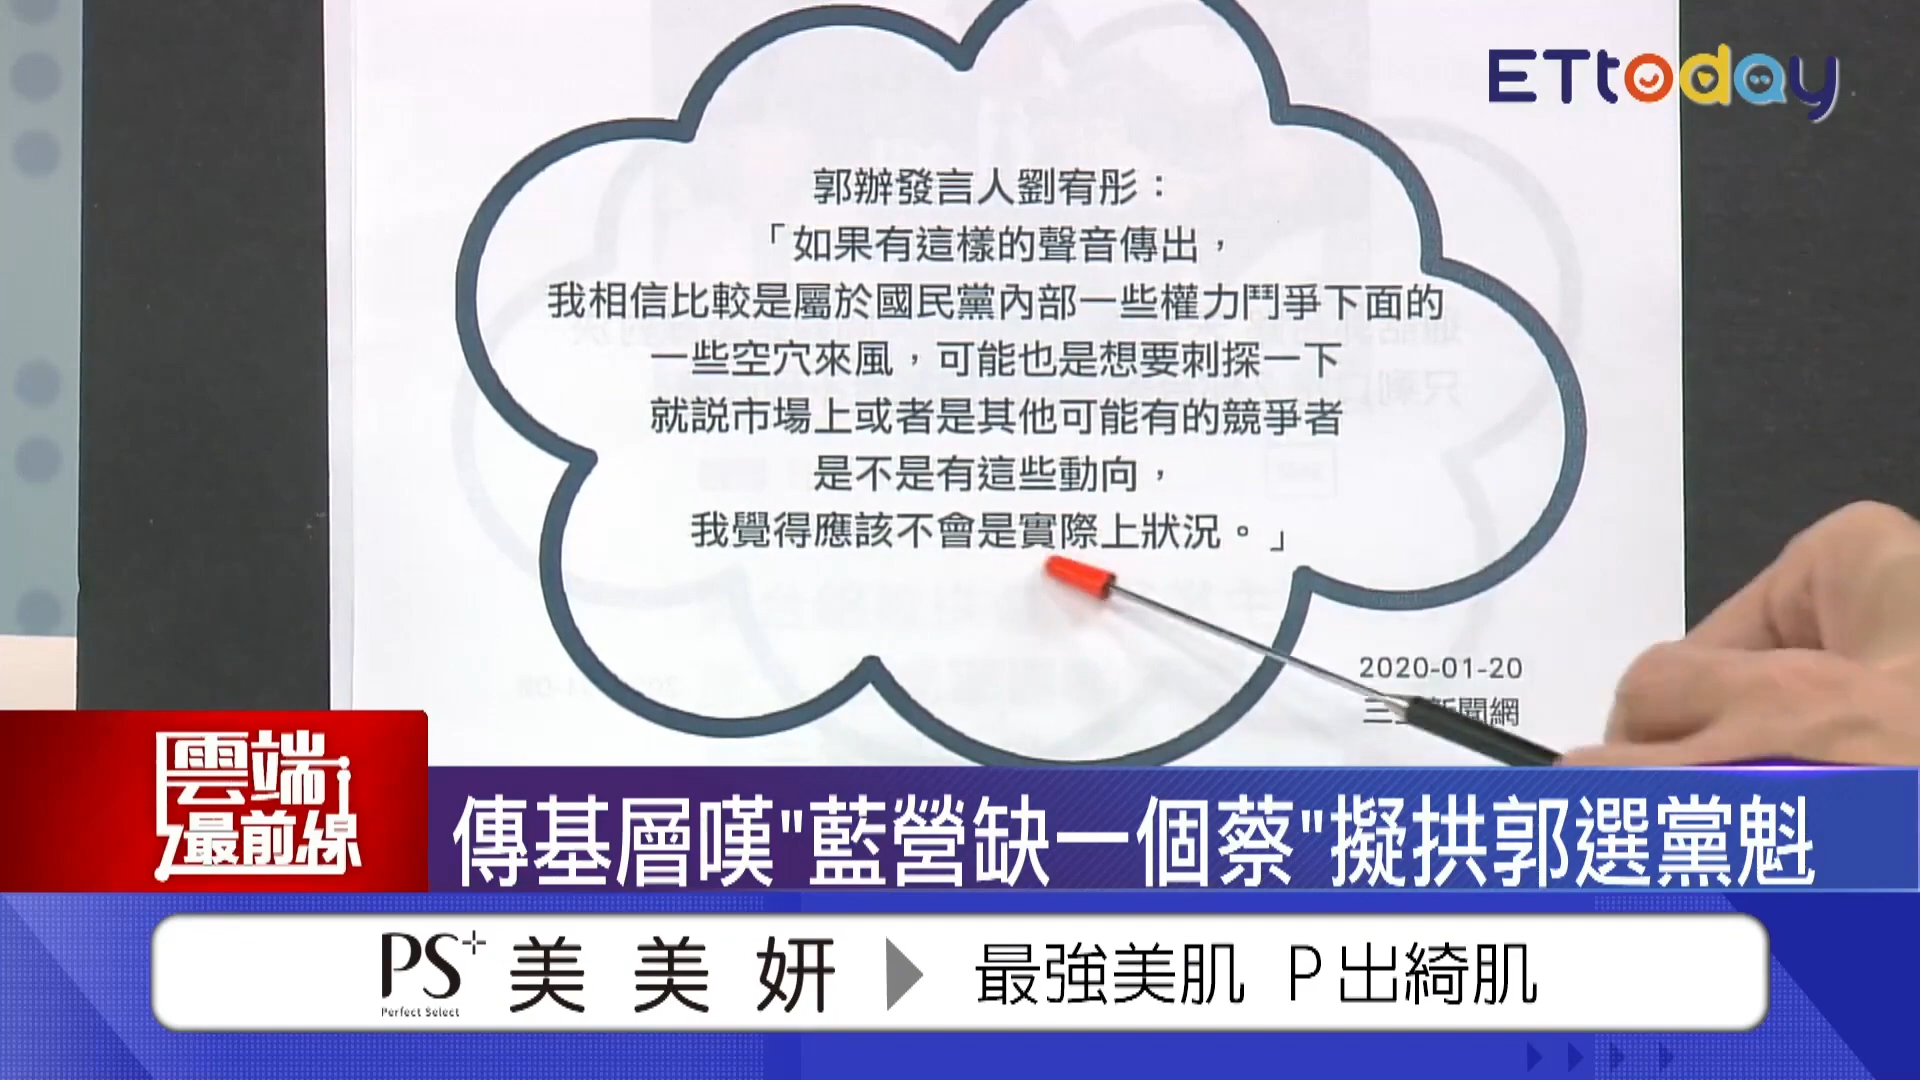 ETtoday
郭辦發言人劉宥彤：
「如果有這樣的聲音傳出，
我相信比較是屬於國民黨內部一些權力鬥爭下面的
一些空穴來風，可能也是想要刺探一下
就説市場上或者是其他可能有的競爭者
是不是有這些動向，
我覺得應該不會是實際上狀況。」
2020-01-20
三立新聞網
雲端最前線
傳基層嘆"藍營缺一個蔡"擬拱郭選黨魁
PS+ 美美妍 最強美肌 P出綺肌
Perfect Select